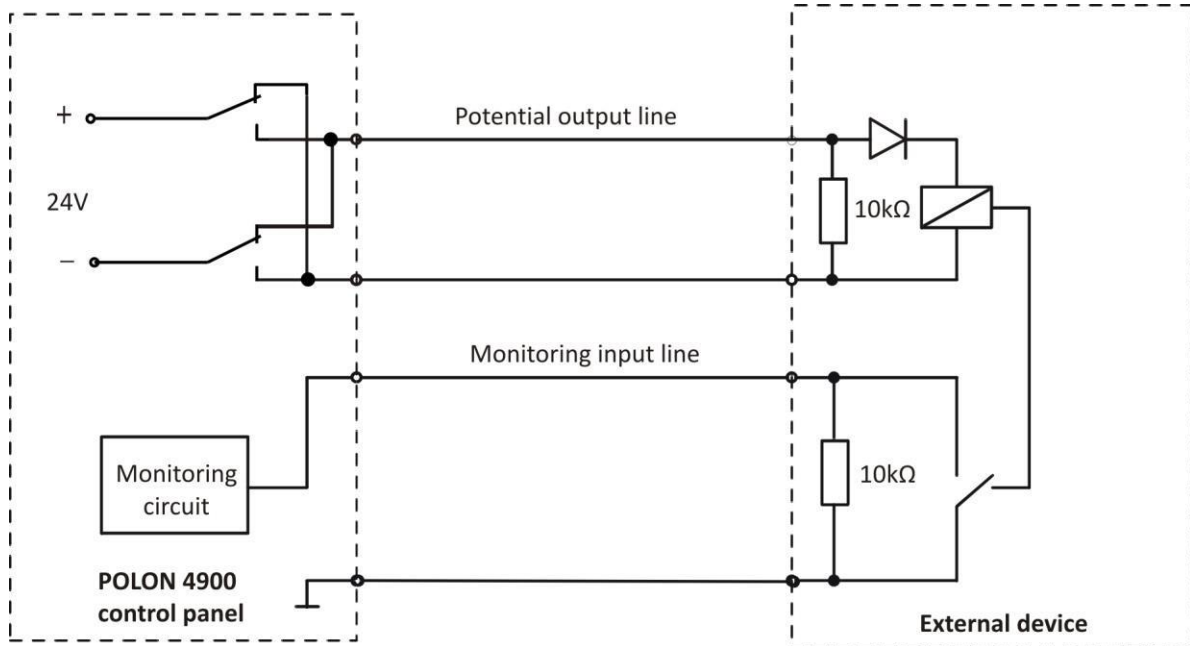 +
Potential output line
24V
10kΩ
−
Monitoring input line
Monitoring
circuit
10kΩ
POLON 4900
control panel
External device